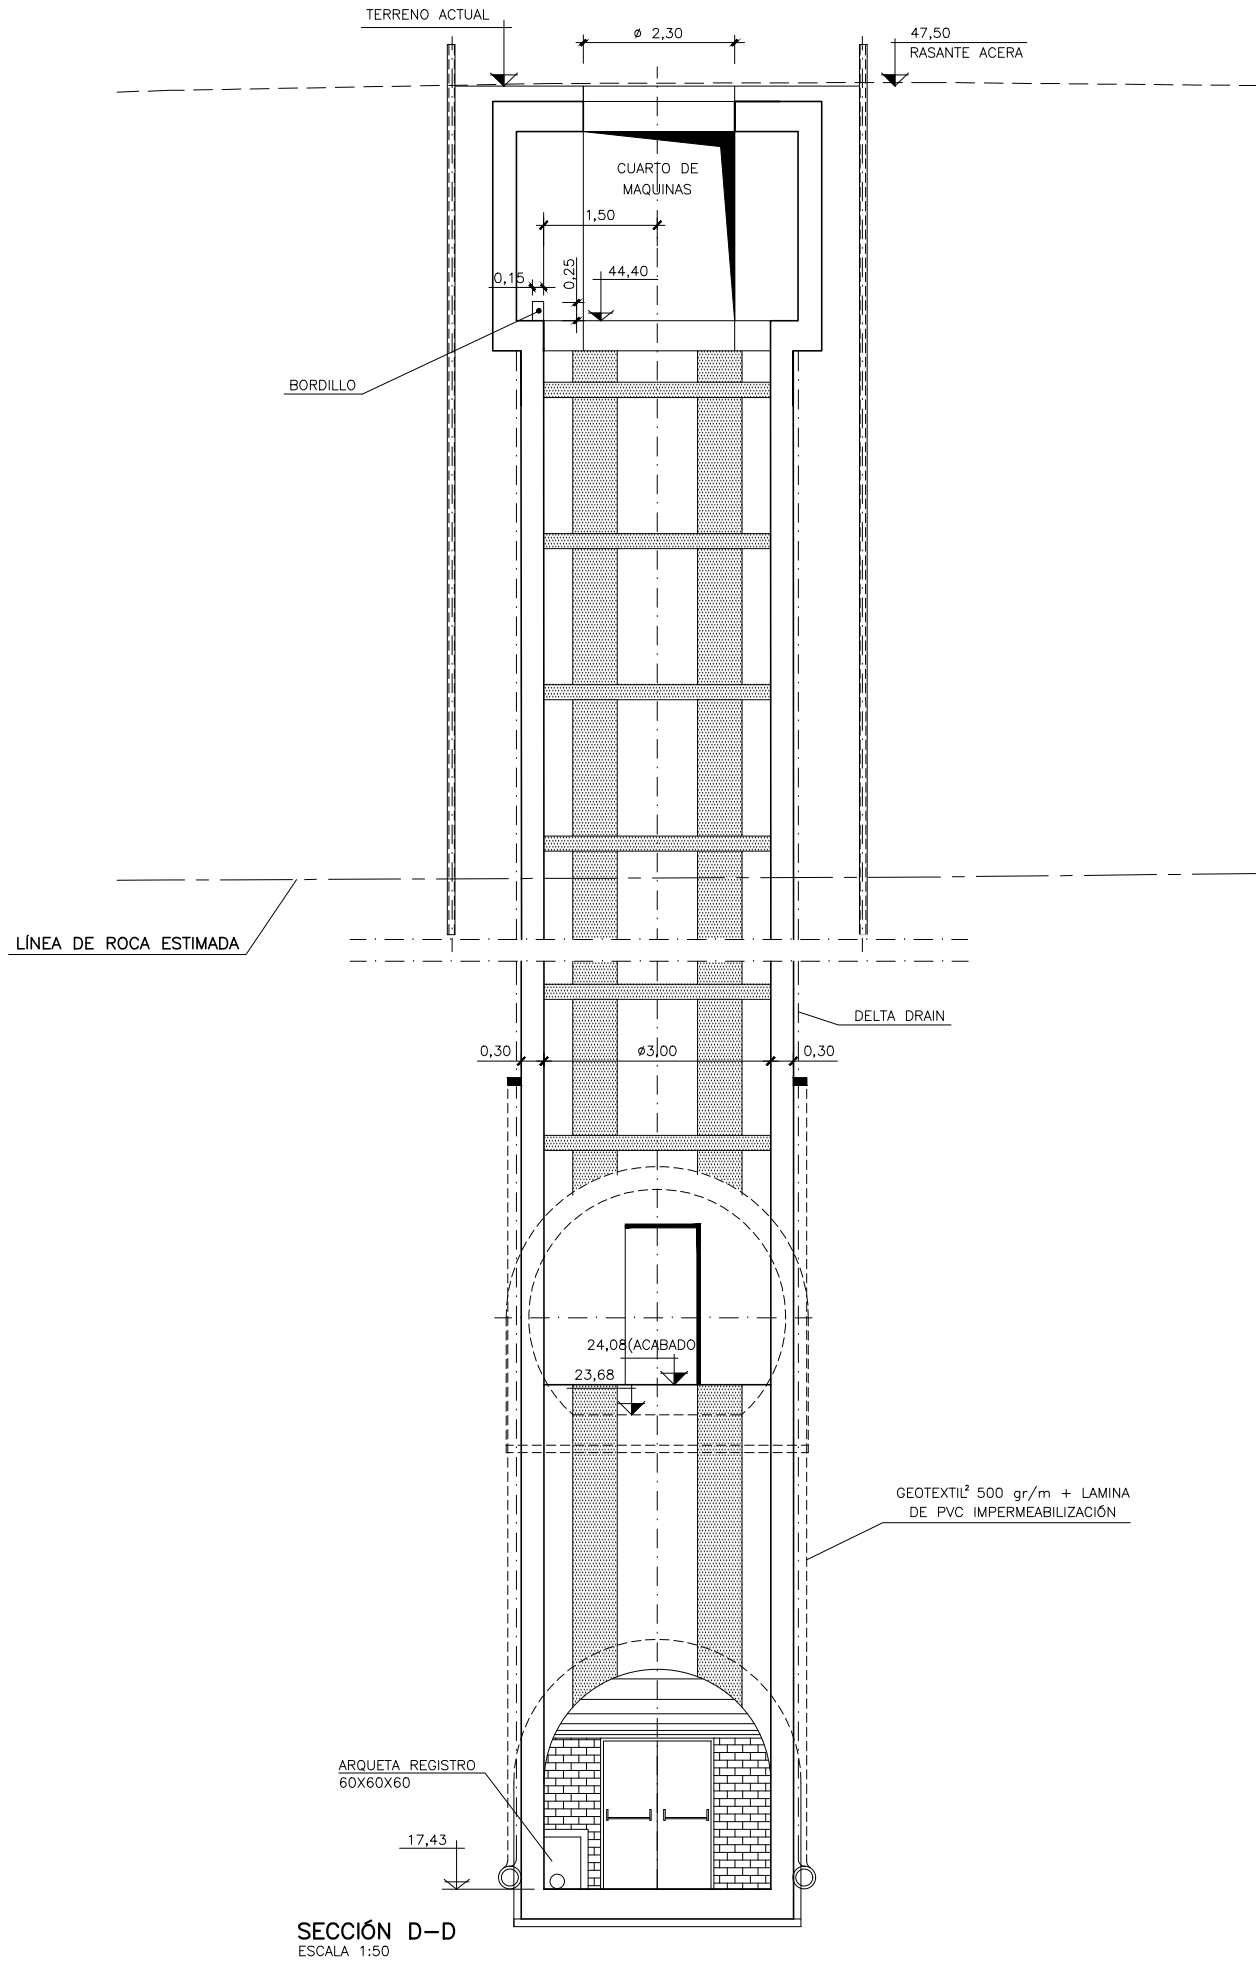 TERRENO ACTUAL
ø 2,30
47,50
RASANTE ACERA
CUARTO DE
MAQUINAS
1,50
0,15
0,25
44,40
BORDILLO
LÍNEA DE ROCA ESTIMADA
DELTA DRAIN
0,30
ø3,00
0,30
24,08(ACABADO
23,68
GEOTEXTIL² 500 gr/m + LAMINA
DE PVC IMPERMEABILIZACIÓN
ARQUETA REGISTRO
60X60X60
17,43
SECCIÓN D-D
ESCALA 1:50